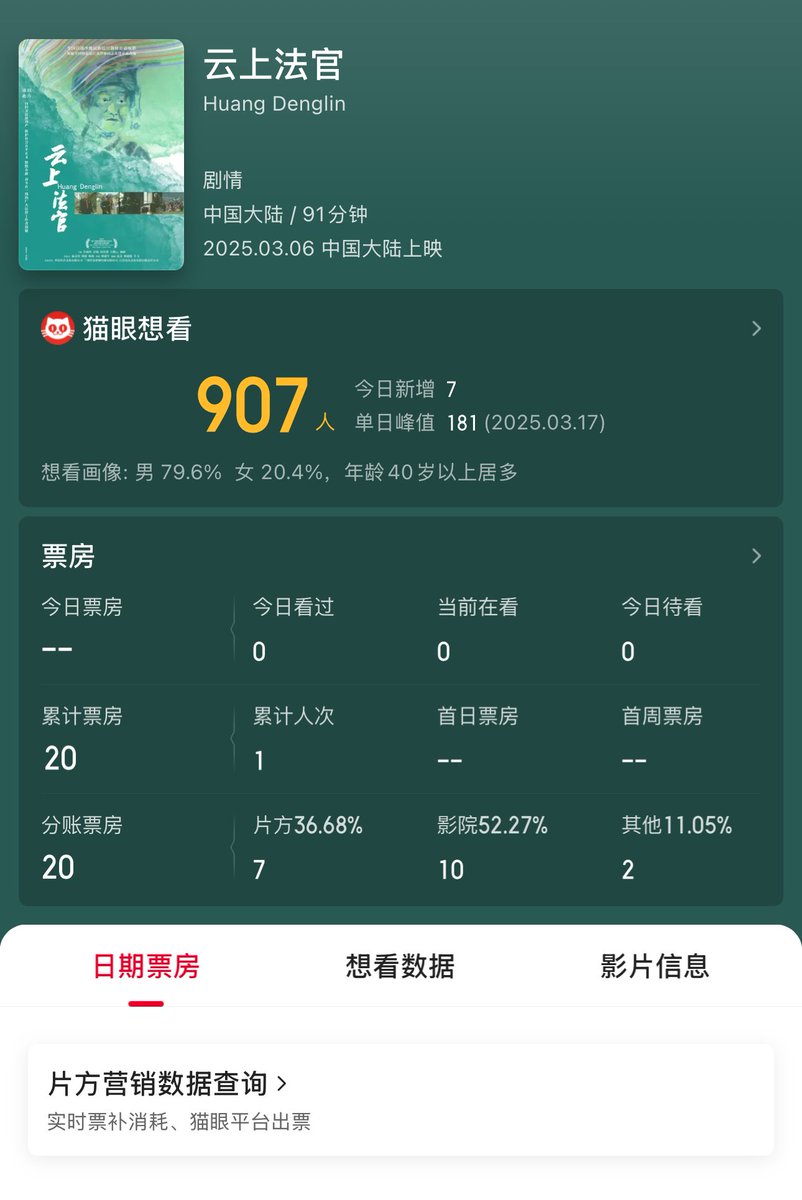 云上法官
Huang Denglin
剧情
中国大陆 / 91分钟
2025.03.06 中国大陆上映
云上法官
Huang Denglin
猫眼想看
907人
今日新增 7
单日峰值 181 (2025.03.17)
想看画像: 男 79.6% 女 20.4%, 年龄40岁以上居多
票房
今日票房 今日看过 当前在看 今日待看
-- 0 0 0
累计票房 累计人次 首日票房 首周票房
20 1 -- --
分账票房 片方36.68% 影院52.27% 其他11.05%
20 7 10 2
日期票房 想看数据 影片信息
片方营销数据查询
实时票补消耗、猫眼平台出票